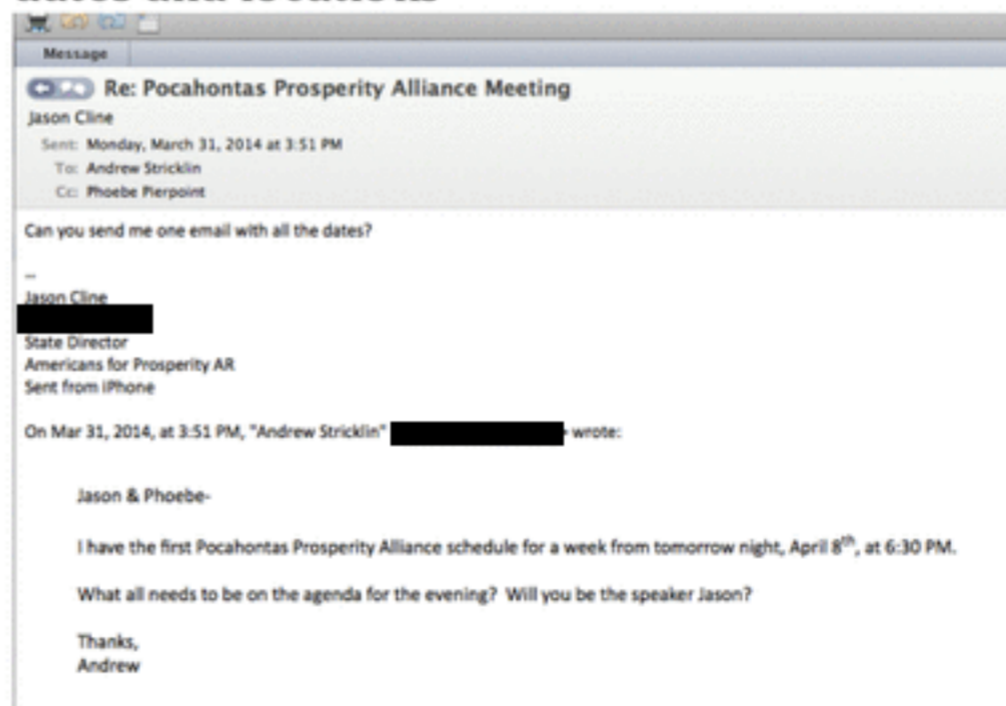 Message
Re: Pocahontas Prosperity Alliance Meeting
Jason Cline
Sent: Monday, March 31, 2014 at 3:51 PM
To: Andrew Stricklin
Cc: Phoebe Pierpoint
Can you send me one email with all the dates?
--
Jason Cline
State Director
Americans for Prosperity AR
Sent from iPhone
On Mar 31, 2014, at 3:51 PM, "Andrew Stricklin" wrote:
Jason & Phoebe-
I have the first Pocahontas Prosperity Alliance schedule for a week from tomorrow night, April 8th, at 6:30 PM.
What all needs to be on the agenda for the evening?  Will you be the speaker Jason?
Thanks,
Andrew